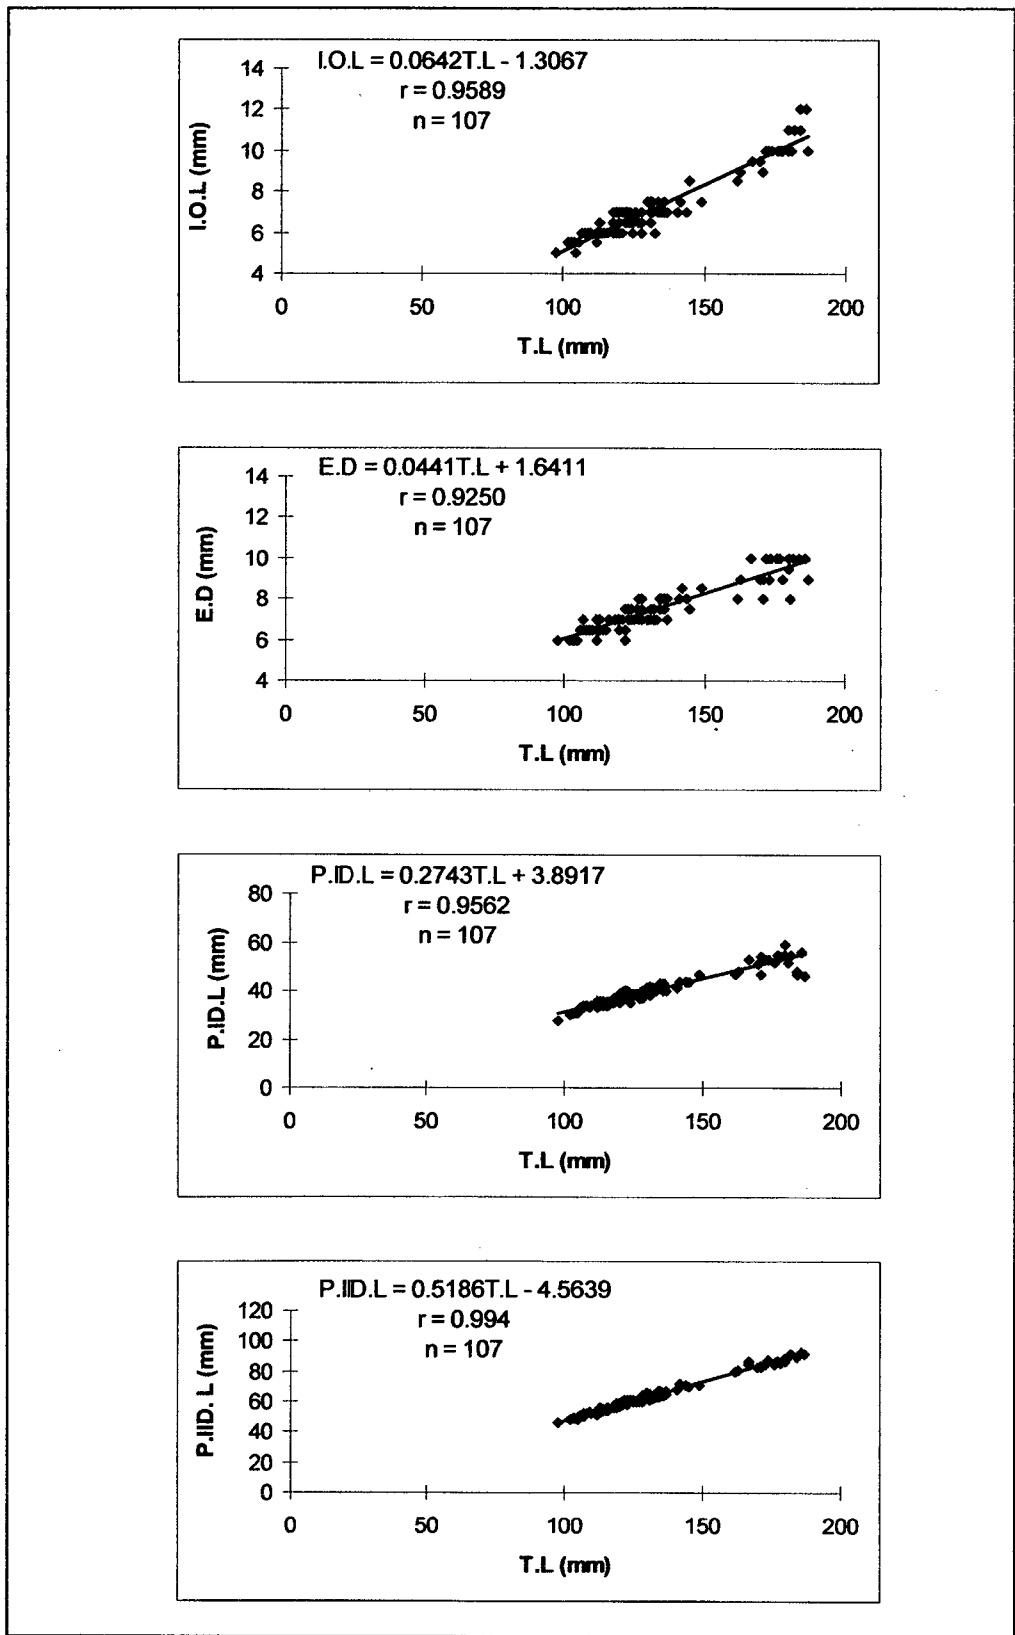 I.O.L = 0.0642T.L - 1.3067
r = 0.9589
n = 107
14
12
10
8
6
4
I.O.L (mm)
0 50 100 150 200
T.L (mm)
E.D = 0.0441T.L + 1.6411
r = 0.9250
n = 107
14
12
10
8
6
4
E.D (mm)
0 50 100 150 200
T.L (mm)
P.ID.L = 0.2743T.L + 3.8917
r = 0.9562
n = 107
80
60
40
20
0
P.ID.L (mm)
0 50 100 150 200
T.L (mm)
P.IID.L = 0.5186T.L - 4.5639
r = 0.994
n = 107
120
100
80
60
40
20
0
P.IID. L (mm)
0 50 100 150 200
T.L (mm)